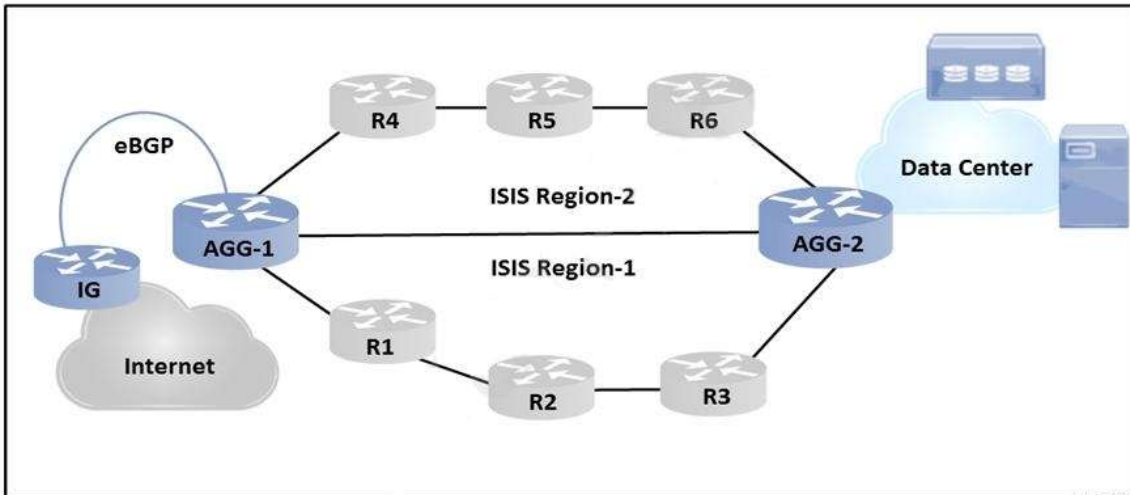 R4
R5
R6
eBGP
Data Center
ISIS Region-2
AGG-1
AGG-2
ISIS Region-1
IG
R1
Internet
R2
R3